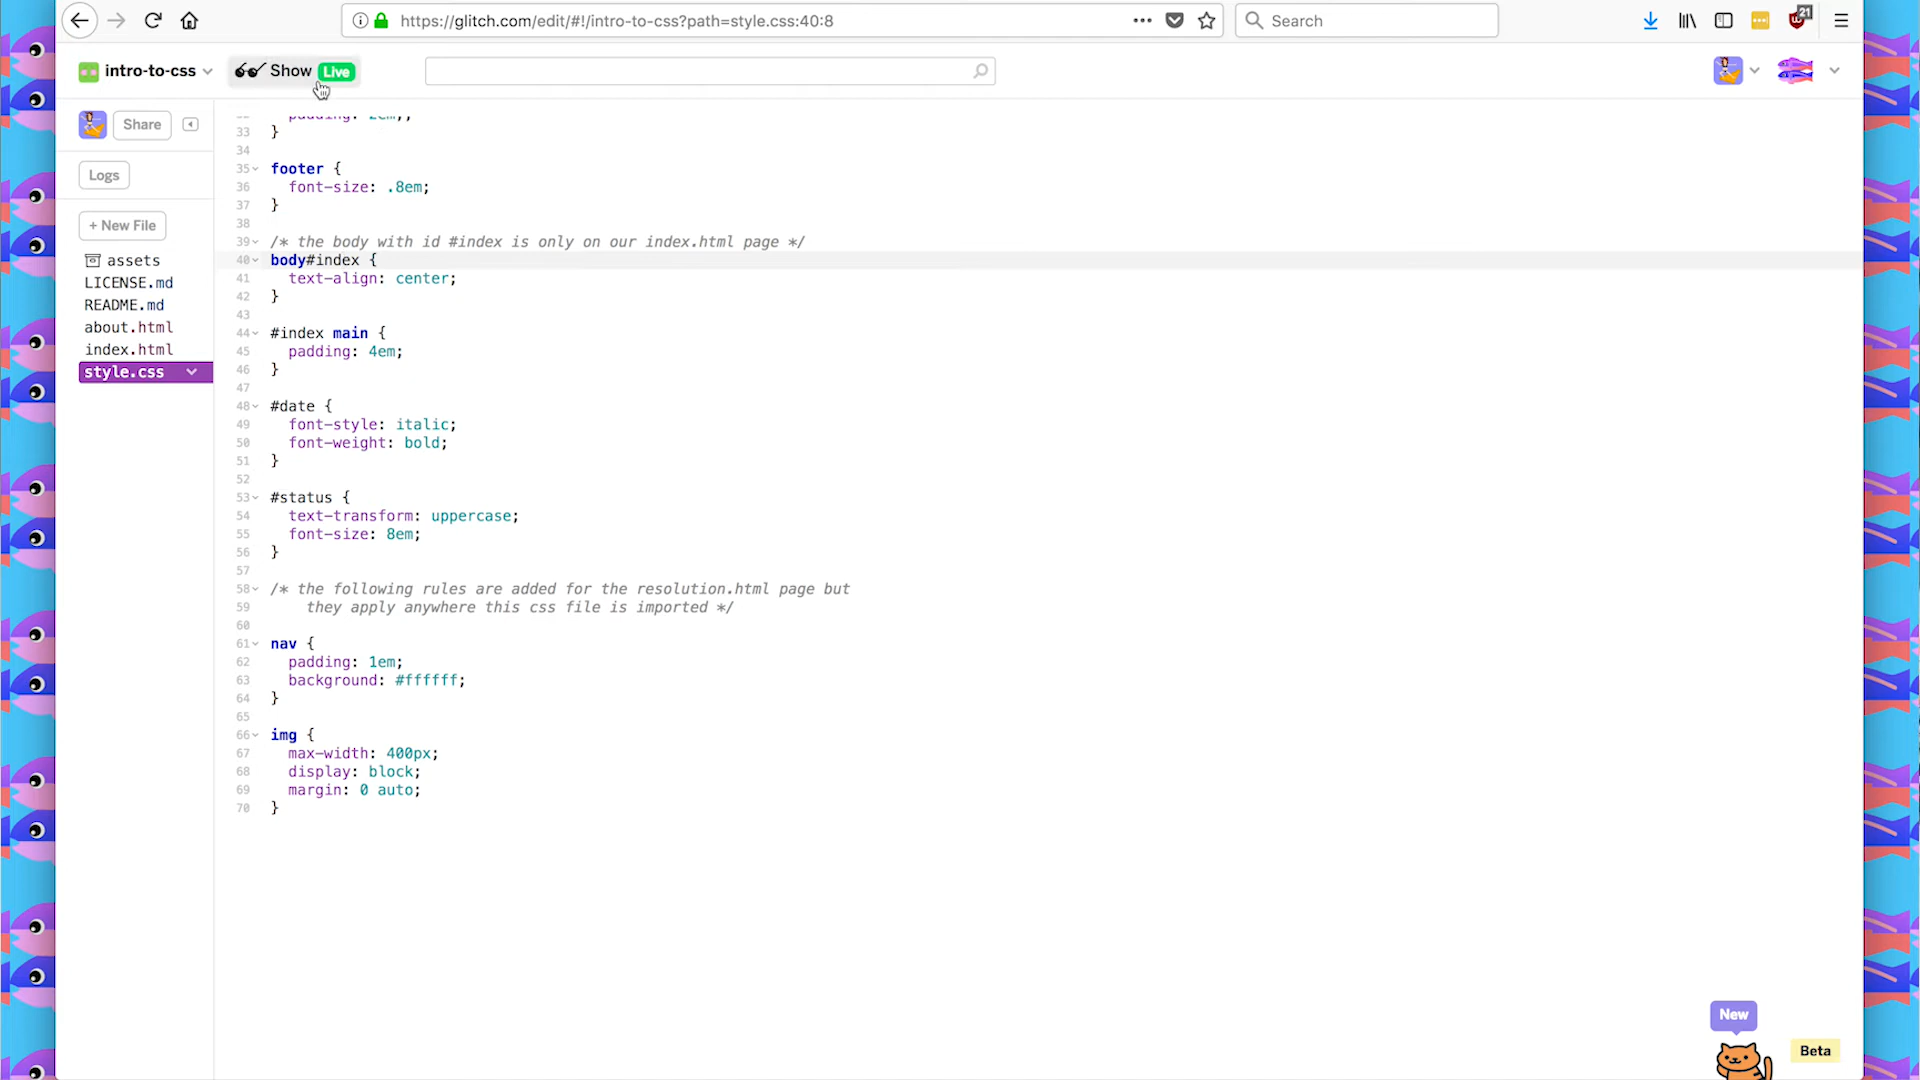 https://glitch.com/edit/#!/intro-to-css?path=style.css:40:8
Search
21
intro-to-css
Show Live
Share
Logs
+ New File
assets
LICENSE.md
README.md
about.html
index.html
style.css
33 }
34
35 footer {
36 font-size: .8em;
37 }
38
39 /* the body with id #index is only on our index.html page */
40 body#index {
41 text-align: center;
42 }
43
44 #index main {
45 padding: 4em;
46 }
47
48 #date {
49 font-style: italic;
50 font-weight: bold;
51 }
52
53 #status {
54 text-transform: uppercase;
55 font-size: 8em;
56 }
57
58 /* the following rules are added for the resolution.html page but
59 they apply anywhere this css file is imported */
60
61 nav {
62 padding: 1em;
63 background: #ffffff;
64 }
65
66 img {
67 max-width: 400px;
68 display: block;
69 margin: 0 auto;
70 }
New
Beta